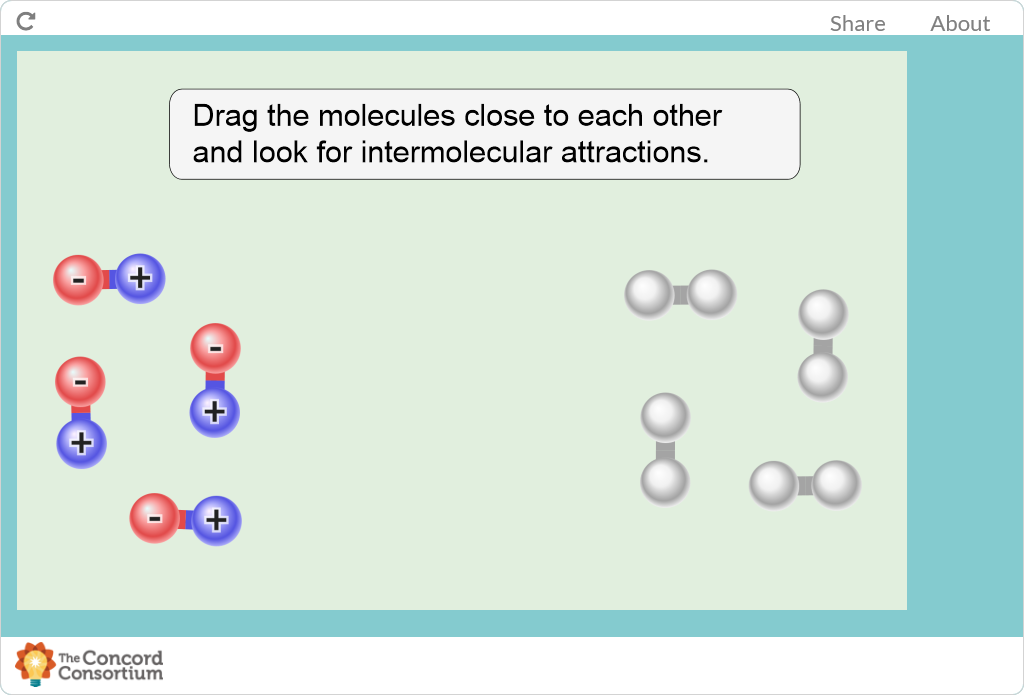 Share
About
Drag the molecules close to each other
and look for intermolecular attractions.
- +
-
-
+
+
- +
The Concord
Consortium